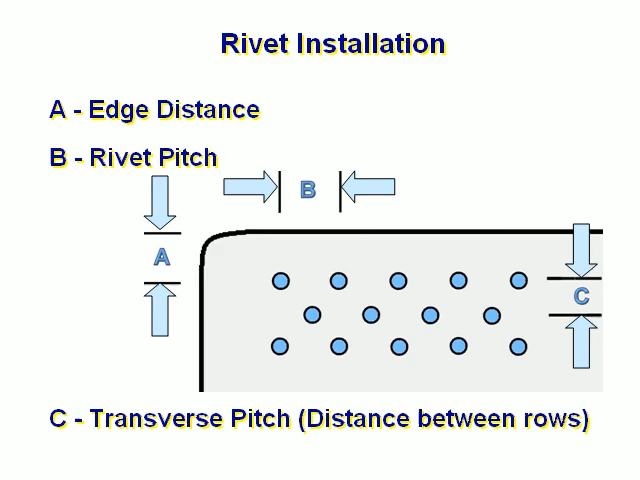 Rivet Installation
A - Edge Distance
B - Rivet Pitch
B
A
C
C - Transverse Pitch (Distance between rows)